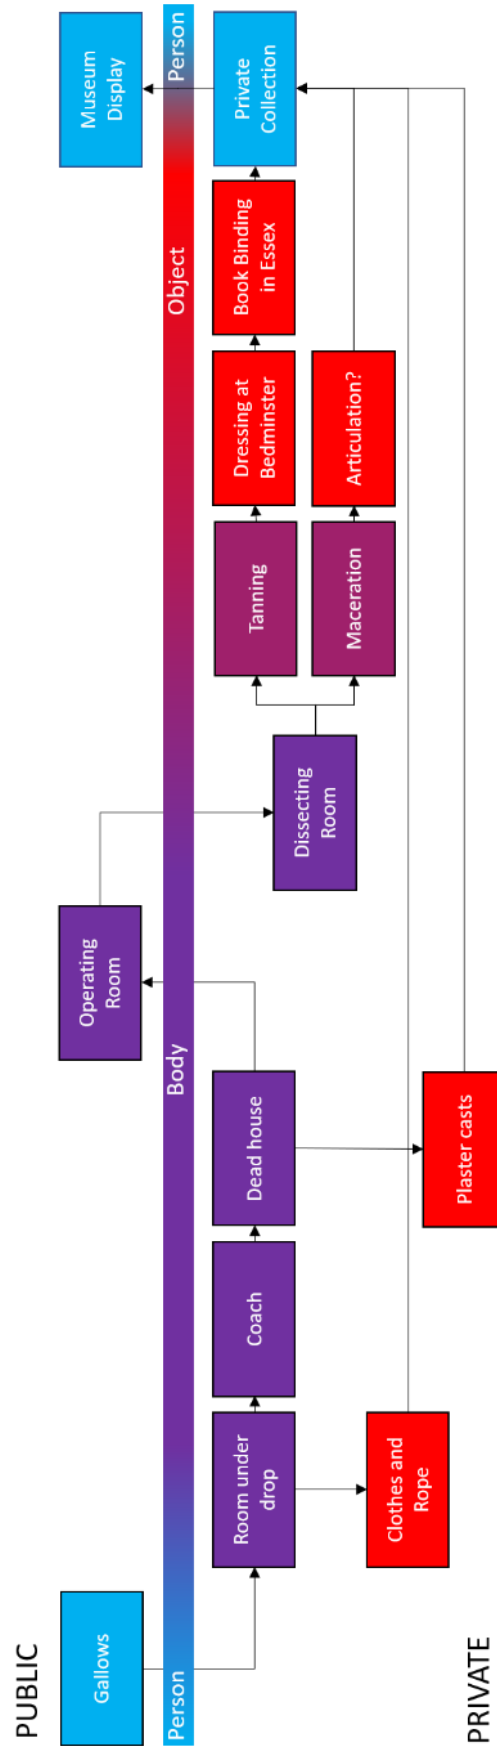 PUBLIC
Gallows
Operating
Room
Museum
Display
Person
Body
Object
Person
Room under
drop
Coach
Dead house
Dissecting
Room
Tanning
Dressing at
Bedminster
Book Binding
in Essex
Private
Collection
Maceration
Articulation?
Clothes and
Rope
Plaster casts
PRIVATE